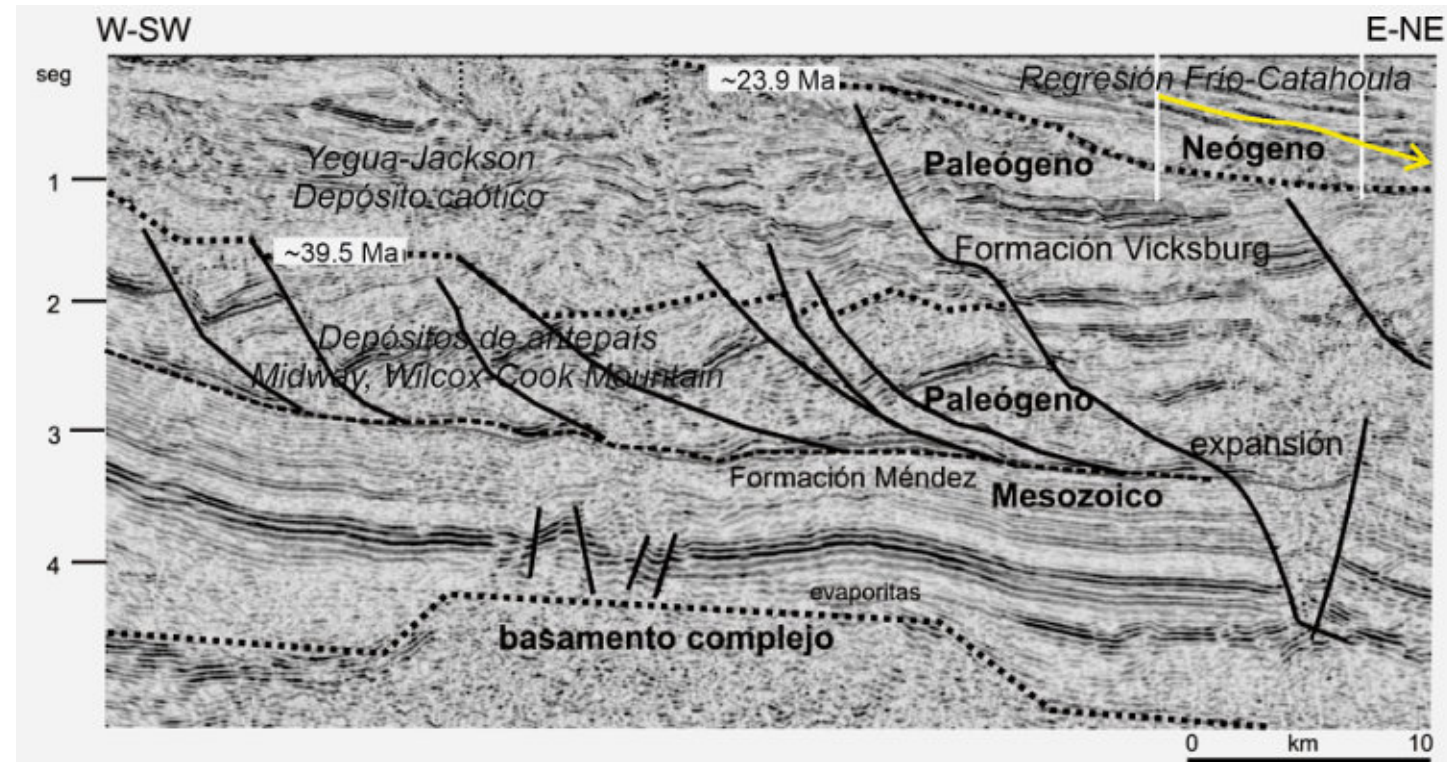 W-SW
E-NE
seg
~23.9 Ma
Regresión Frio-Catahoula
Yegua-Jackson
Depósito caótico
Paleógeno
Neógeno
1
~39.5 Ma
Formación Vicksburg
2
Depósitos de antepaís
Midway, Wilcox-Cook Mountain
Paleógeno
3
expansión
Formación Méndez
Mesozoico
4
evaporitas
basamento complejo
0 km 10